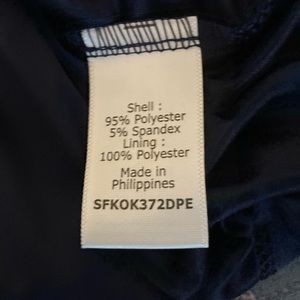 Shell :
95% Polyester
5% Spandex
Lining :
100% Polyester
Made in
Philippines
SFKOK372DPE